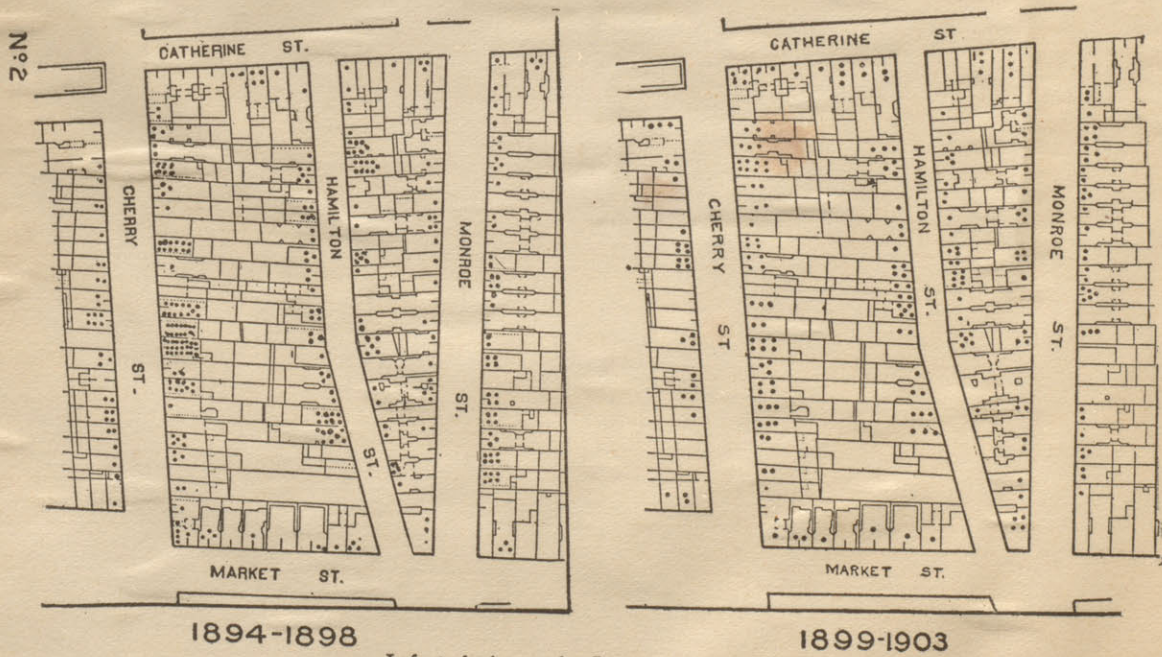 Nº 2
CATHERINE ST.
CHERRY ST.
HAMILTON ST.
MONROE ST.
MARKET ST.
1894-1898
CATHERINE ST
CHERRY ST
HAMILTON ST.
MONROE ST.
MARKET ST.
1899-1903